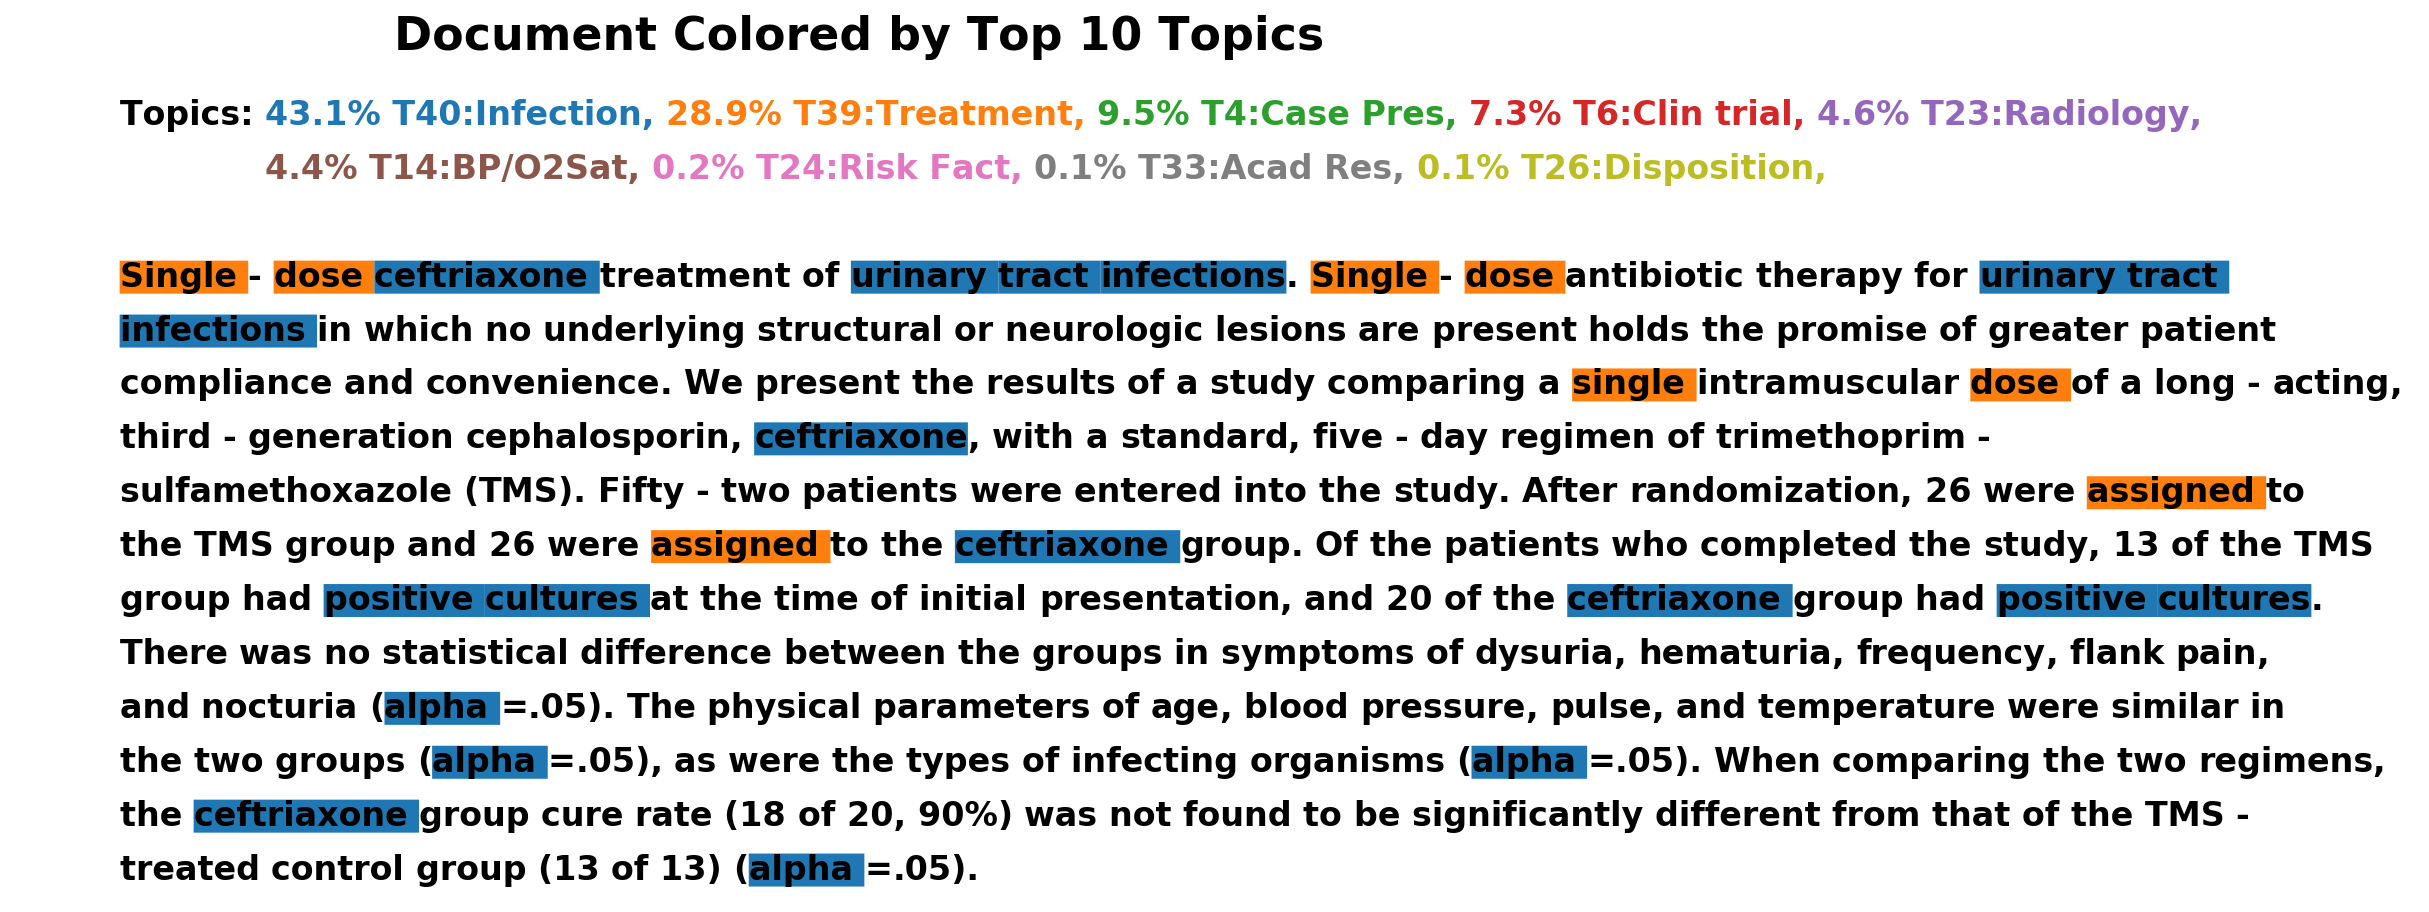 Document Colored by Top 10 Topics
Topics: 43.1% T40:Infection, 28.9% T39:Treatment, 9.5% T4:Case Pres, 7.3% T6:Clin trial, 4.6% T23:Radiology,
4.4% T14:BP/O2Sat, 0.2% T24:Risk Fact, 0.1% T33:Acad Res, 0.1% T26:Disposition,
Single - dose ceftriaxone treatment of urinary tract infections. Single - dose antibiotic therapy for urinary tract
infections in which no underlying structural or neurologic lesions are present holds the promise of greater patient
compliance and convenience. We present the results of a study comparing a single intramuscular dose of a long - acting,
third - generation cephalosporin, ceftriaxone, with a standard, five - day regimen of trimethoprim -
sulfamethoxazole (TMS). Fifty - two patients were entered into the study. After randomization, 26 were assigned to
the TMS group and 26 were assigned to the ceftriaxone group. Of the patients who completed the study, 13 of the TMS
group had positive cultures at the time of initial presentation, and 20 of the ceftriaxone group had positive cultures.
There was no statistical difference between the groups in symptoms of dysuria, hematuria, frequency, flank pain,
and nocturia (alpha =.05). The physical parameters of age, blood pressure, pulse, and temperature were similar in
the two groups (alpha =.05), as were the types of infecting organisms (alpha =.05). When comparing the two regimens,
the ceftriaxone group cure rate (18 of 20, 90%) was not found to be significantly different from that of the TMS -
treated control group (13 of 13) (alpha =.05).